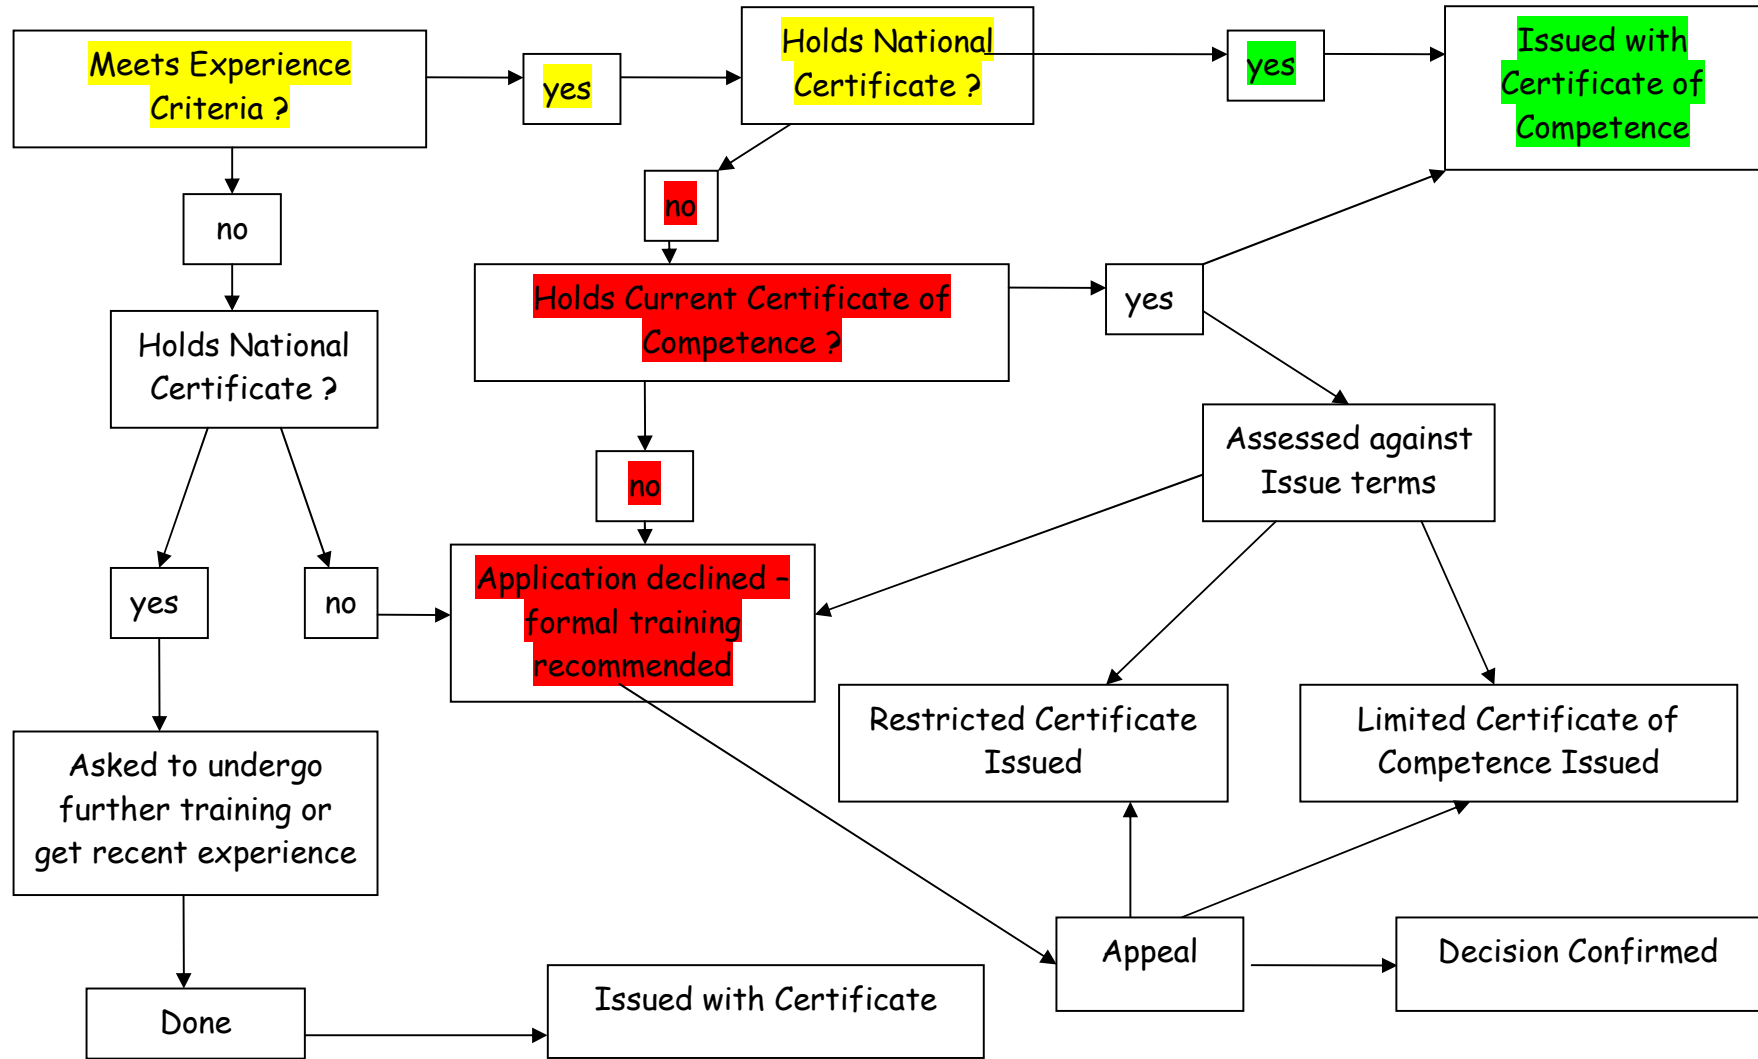 Meets Experience
Criteria ?
yes
Holds National
Certificate ?
yes
Issued with
Certificate of
Competence
no
no
Holds Current Certificate of
Competence ?
yes
Holds National
Certificate ?
Assessed against
Issue terms
no
yes
no
Application declined –
formal training
recommended
Restricted Certificate
Issued
Limited Certificate of
Competence Issued
Asked to undergo
further training or
get recent experience
Appeal
Decision Confirmed
Done
Issued with Certificate